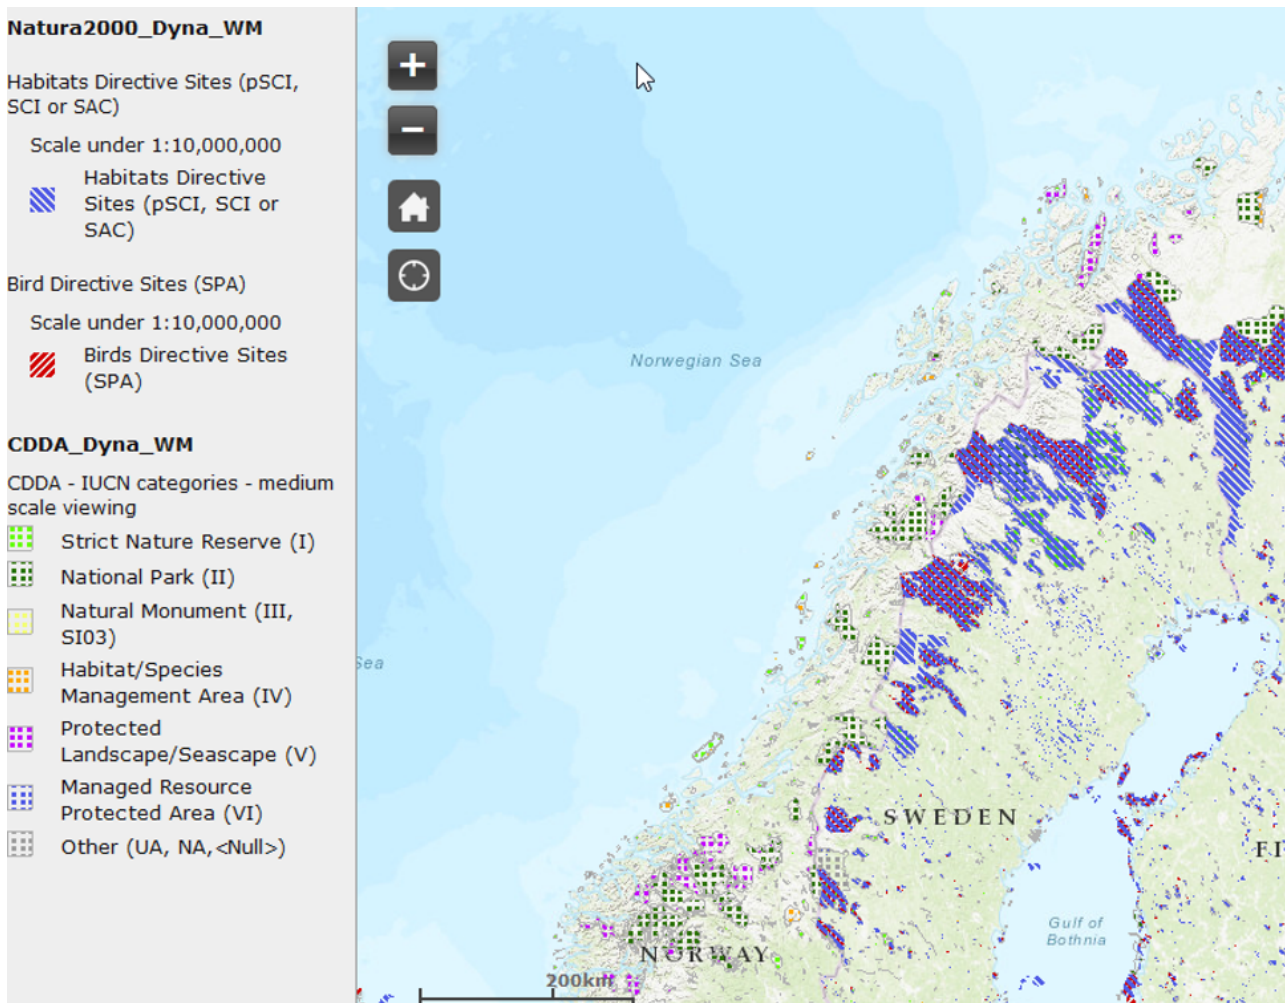 Natura2000_Dyna_WM
Habitats Directive Sites (pSCI,
SCI or SAC)
Scale under 1:10,000,000
Habitats Directive
Sites (pSCI, SCI or
SAC)
Bird Directive Sites (SPA)
Scale under 1:10,000,000
Birds Directive Sites
(SPA)
CDDA_Dyna_WM
CDDA - IUCN categories - medium
scale viewing
Strict Nature Reserve (I)
National Park (II)
Natural Monument (III,
SI03)
Habitat/Species
Management Area (IV)
Protected
Landscape/Seascape (V)
Managed Resource
Protected Area (VI)
Other (UA, NA,<Null>)
+
−
Norwegian Sea
Sea
SWEDEN
FI
Gulf of
Bothnia
NORWAY
200km